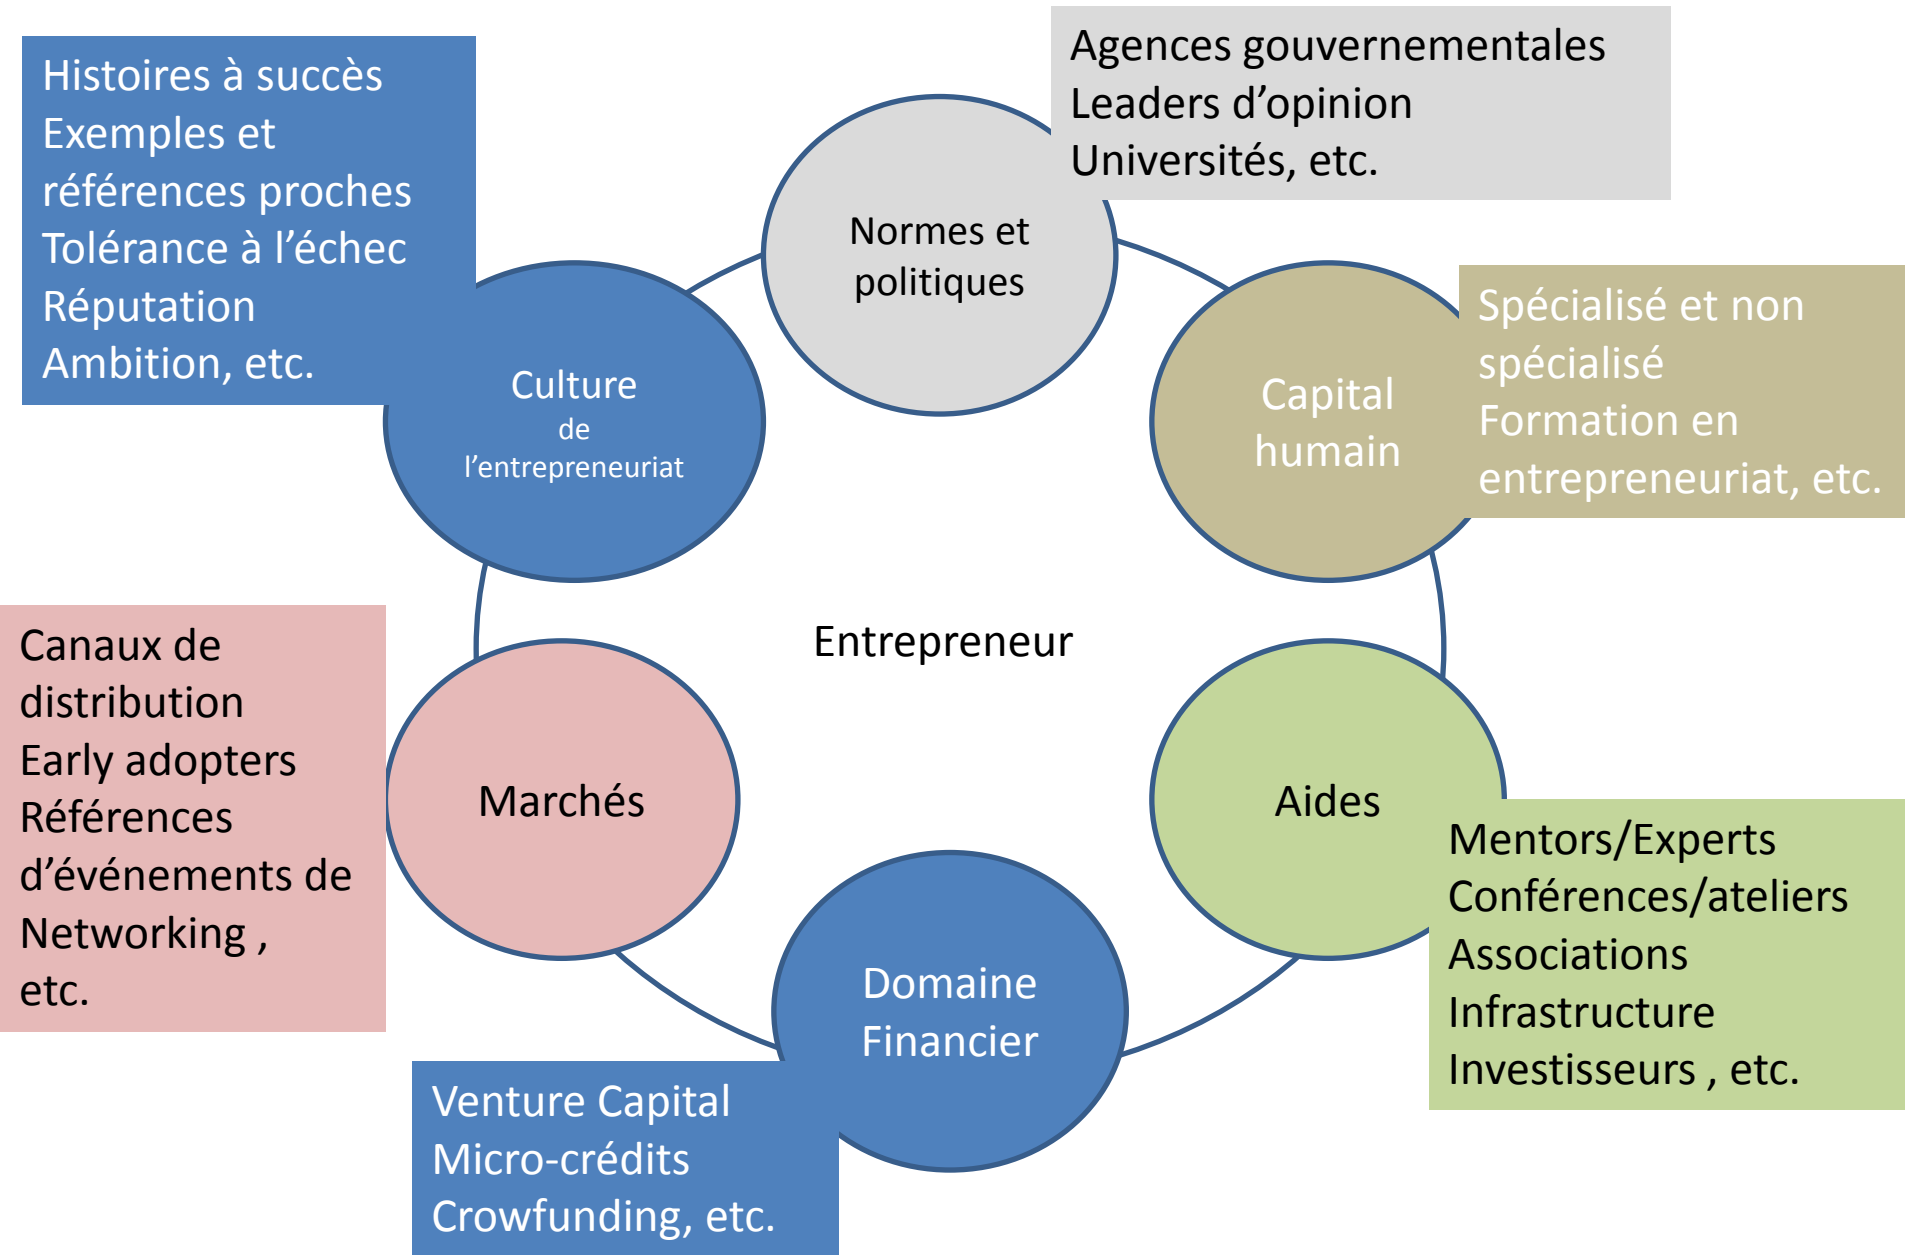 Histoires à succès
Exemples et
références proches
Tolérance à l’échec
Réputation
Ambition, etc.
Agences gouvernementales
Leaders d’opinion
Universités, etc.
Normes et
politiques
Culture
de
l’entrepreneuriat
Capital
humain
Spécialisé et non
spécialisé
Formation en
entrepreneuriat, etc.
Entrepreneur
Canaux de
distribution
Early adopters
Références
d’événements de
Networking ,
etc.
Marchés
Aides
Mentors/Experts
Conférences/ateliers
Associations
Infrastructure
Investisseurs , etc.
Domaine
Financier
Venture Capital
Micro-crédits
Crowfunding, etc.